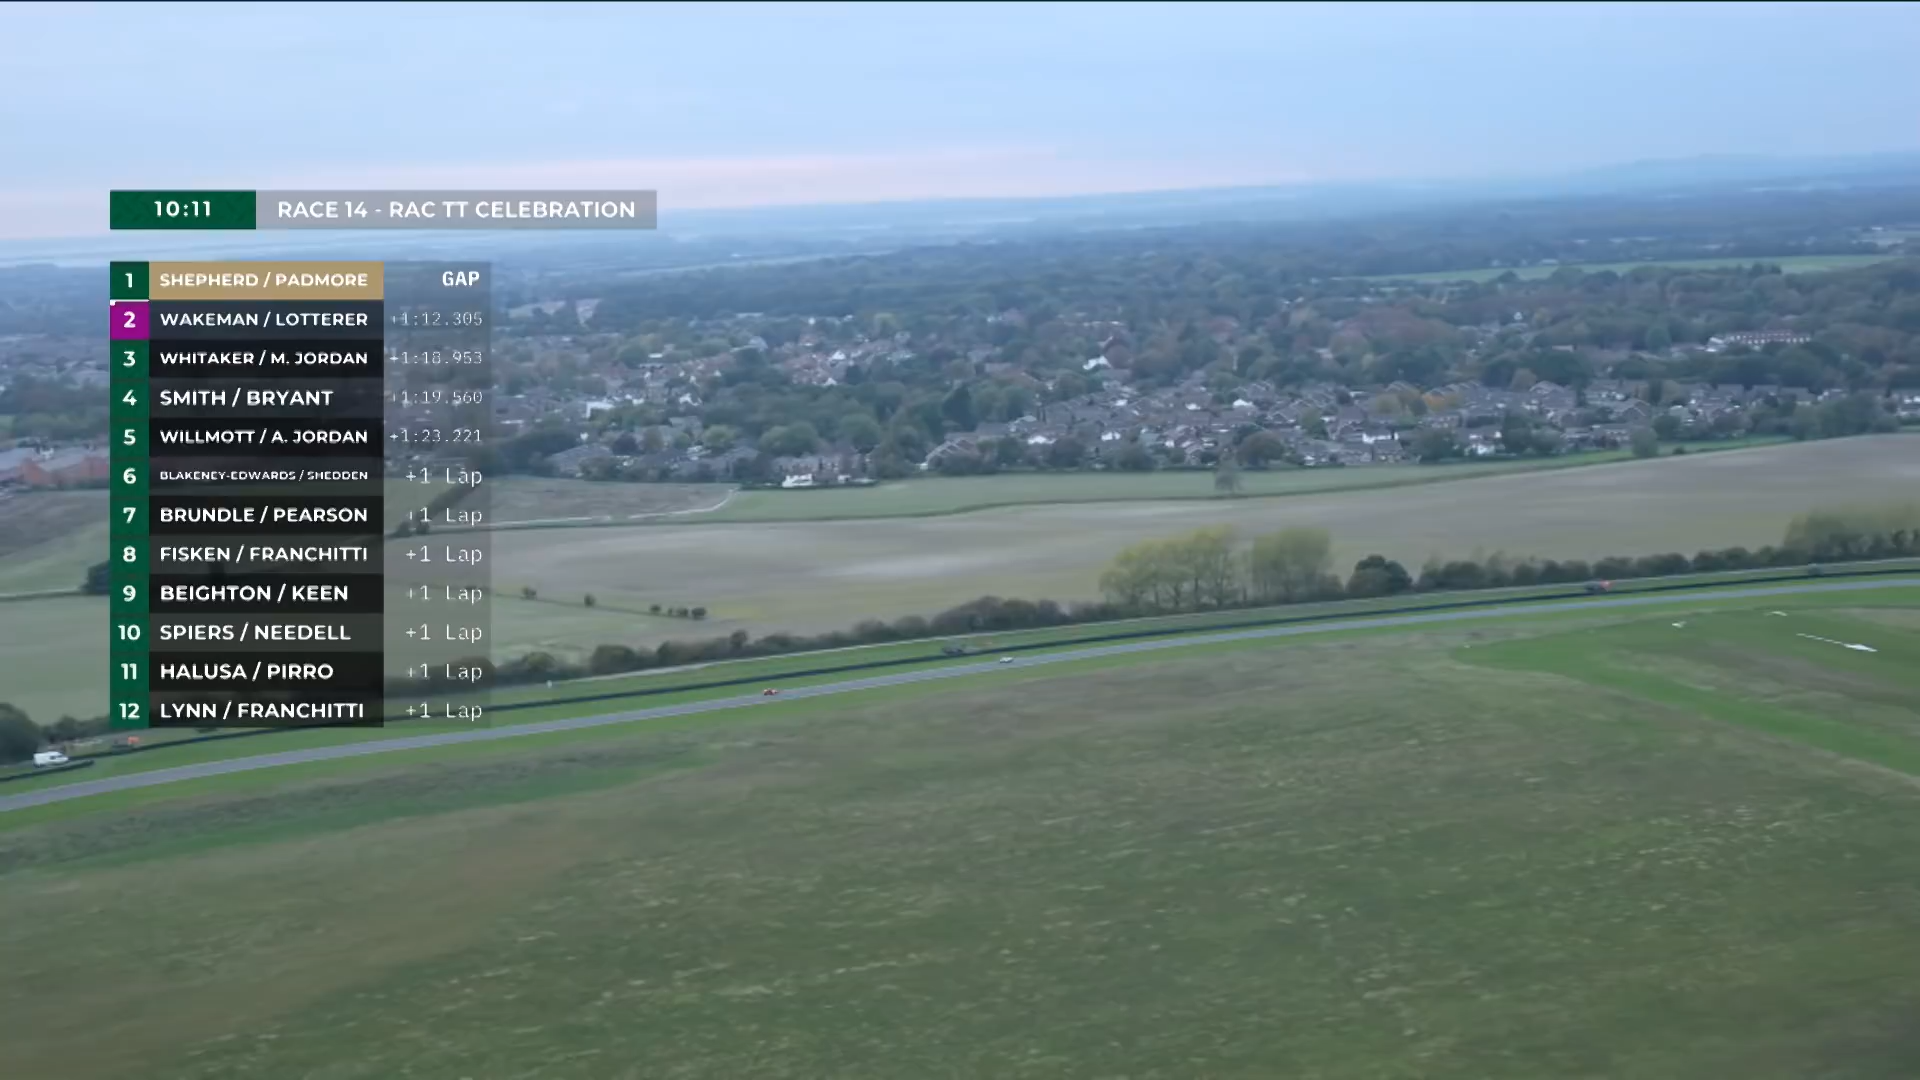 10:11 RACE 14 - RAC TT CELEBRATION
1 SHEPHERD / PADMORE GAP
2 WAKEMAN / LOTTERER +1:12.305
3 WHITAKER / M. JORDAN +1:18.953
4 SMITH / BRYANT +1:19.560
5 WILLMOTT / A. JORDAN +1:23.221
6 BLAKENEY-EDWARDS / SHEDDEN +1 Lap
7 BRUNDLE / PEARSON +1 Lap
8 FISKEN / FRANCHITTI +1 Lap
9 BEIGHTON / KEEN +1 Lap
10 SPIERS / NEEDELL +1 Lap
11 HALUSA / PIRRO +1 Lap
12 LYNN / FRANCHITTI +1 Lap